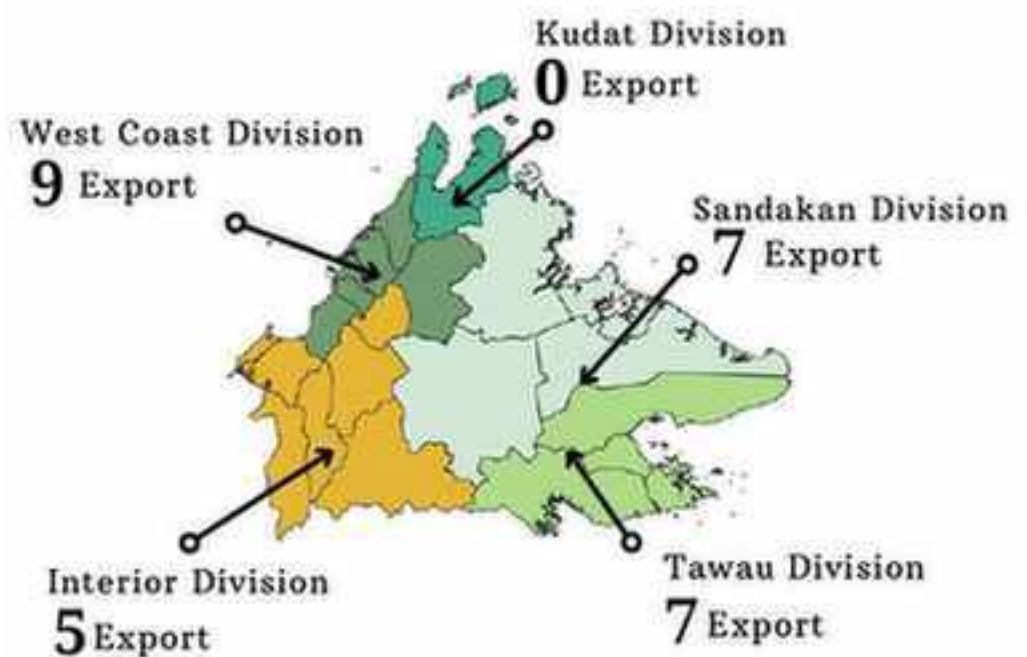 Kudat Division
0 Export
West Coast Division
9 Export
Sandakan Division
7 Export
Interior Division
5 Export
Tawau Division
7 Export